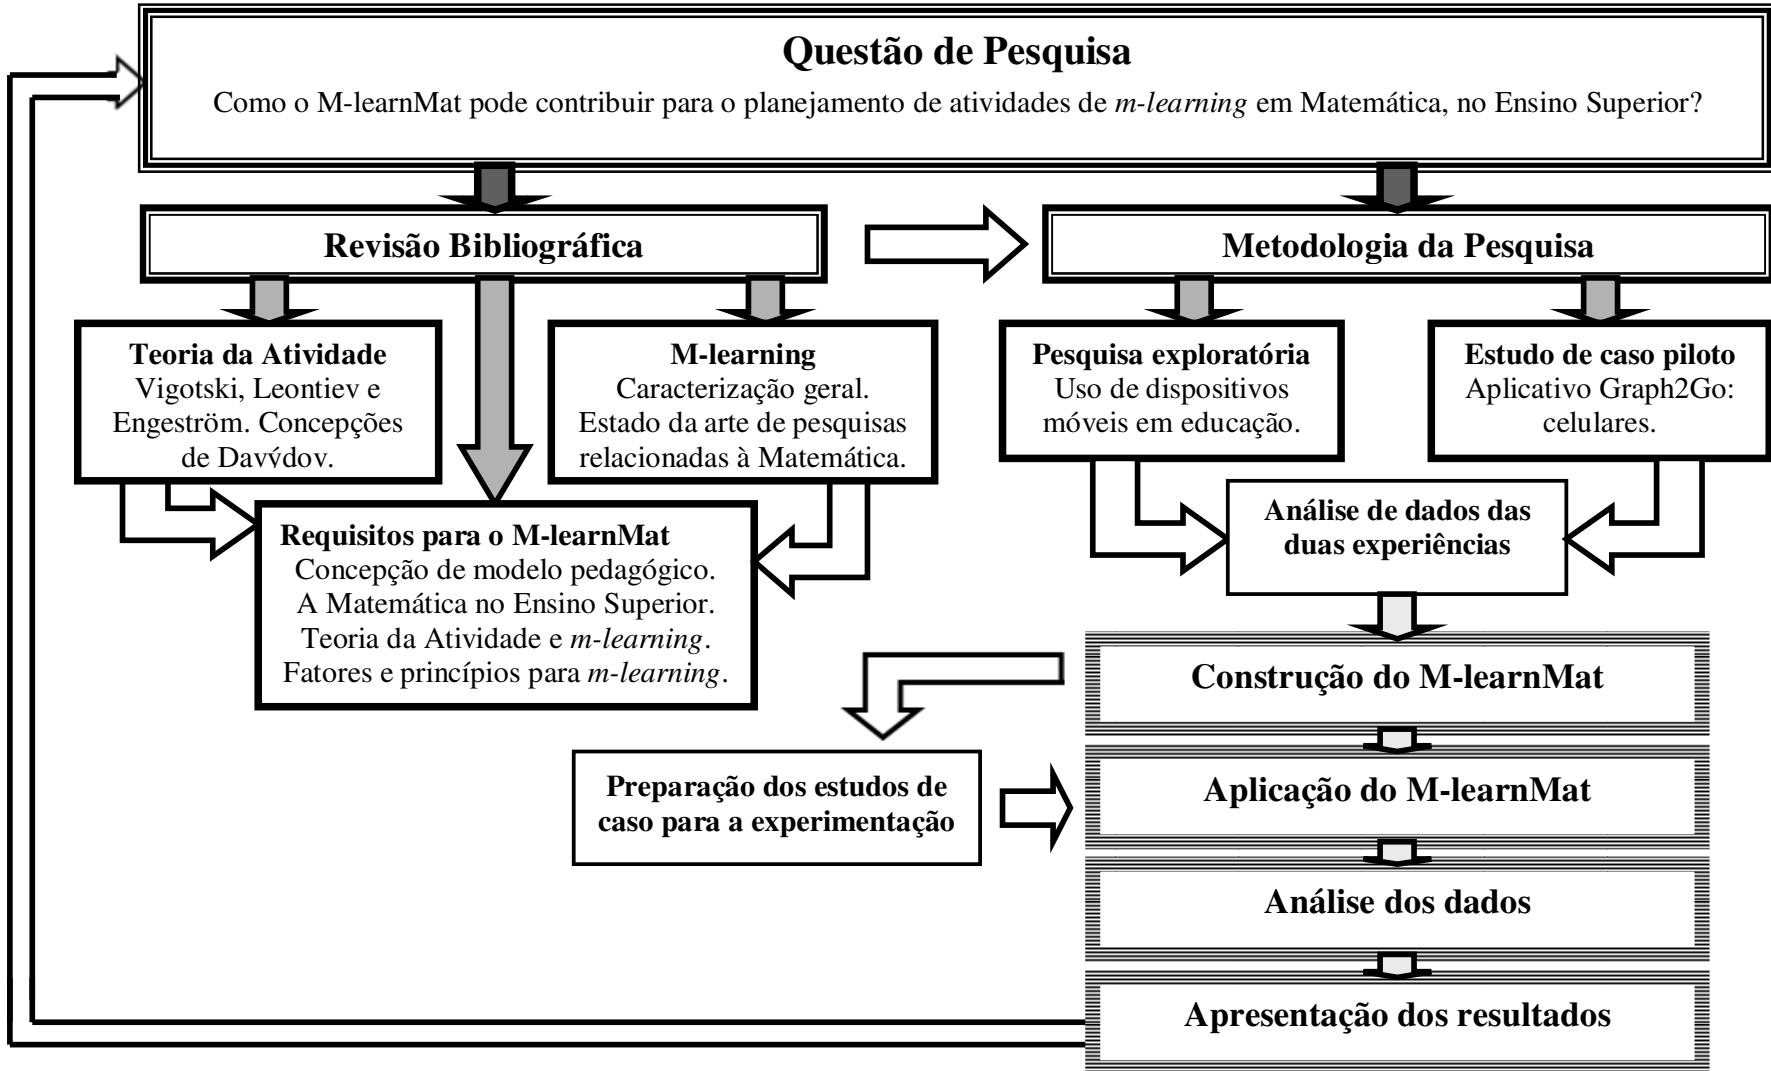 Questão de Pesquisa
Como o M-learnMat pode contribuir para o planejamento de atividades de m-learning em Matemática, no Ensino Superior?
Revisão Bibliográfica
Metodologia da Pesquisa
Teoria da Atividade
Vigotski, Leontiev e
Engeström. Concepções
de Davýdov.
M-learning
Caracterização geral.
Estado da arte de pesquisas
relacionadas à Matemática.
Pesquisa exploratória
Uso de dispositivos
móveis em educação.
Estudo de caso piloto
Aplicativo Graph2Go:
celulares.
Requisitos para o M-learnMat
Concepção de modelo pedagógico.
A Matemática no Ensino Superior.
Teoria da Atividade e m-learning.
Fatores e princípios para m-learning.
Análise de dados das
duas experiências
Construção do M-learnMat
Preparação dos estudos de
caso para a experimentação
Aplicação do M-learnMat
Análise dos dados
Apresentação dos resultados